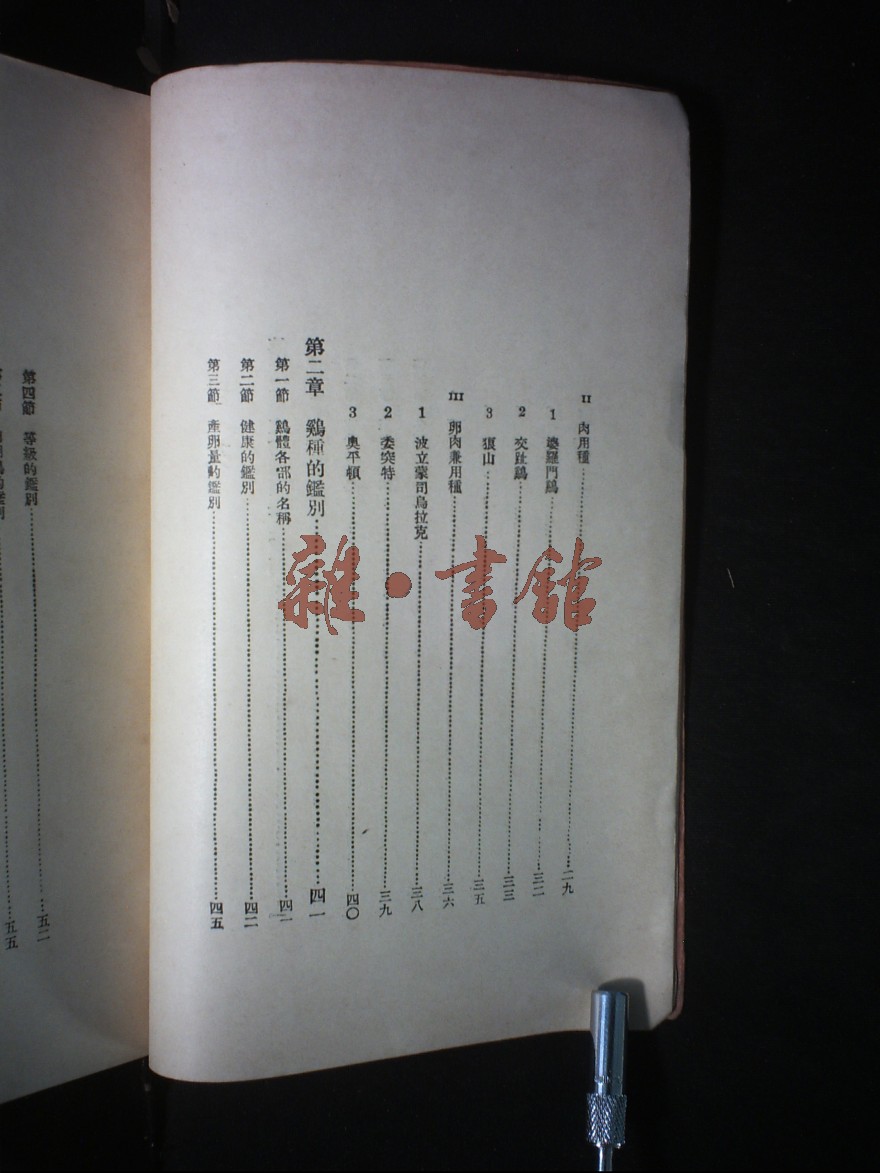 II 肉用種……二九
1 婆羅門鷄……三二
2 交趾鷄……三三
3 狼山……三五
III 卵肉兼用種……三六
1 波立蒙司烏拉克……三八
2 委突特……三九
3 奥平頓……四〇
第二章 鷄種的鑑別……四一
第一節 鷄體各部的名稱……四一
第二節 健康的鑑別……四二
第三節 產卵量的鑑別……四五
第四節 等級的鑑別……五二
五五
雜·書館